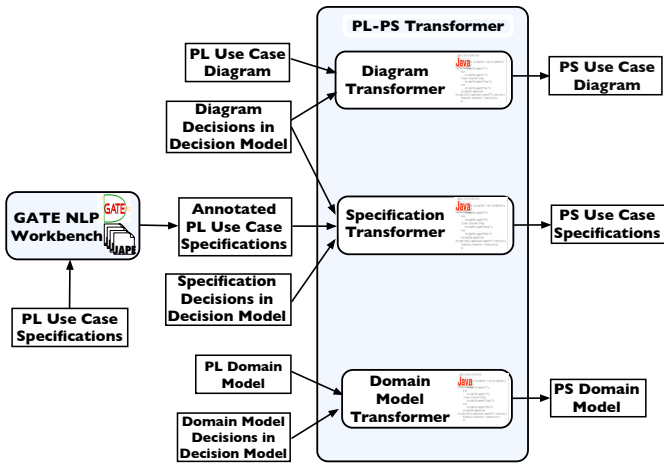 PL-PS Transformer
PL Use Case
Diagram
Java
Diagram
Transformer
PS Use Case
Diagram
Diagram
Decisions in
Decision Model
GATE
JAPE
GATE NLP
Workbench
Annotated
PL Use Case
Specifications
Java
Specification
Transformer
PS Use Case
Specifications
Specification
Decisions in
Decision Model
PL Use Case
Specifications
PL Domain
Model
Java
Domain
Model
Transformer
PS Domain
Model
Domain Model
Decisions in
Decision Model